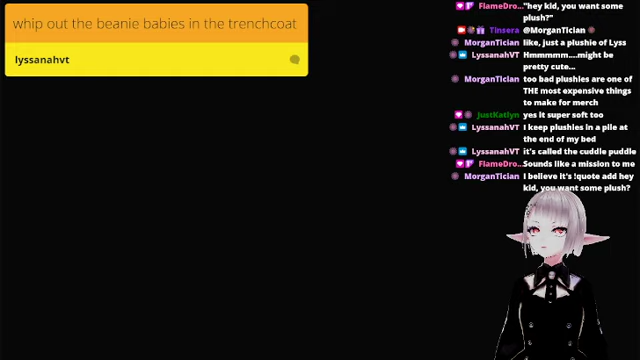 whip out the beanie babies in the trenchcoat
lyssanahvt
FlameDro... "hey kid, you want some
plush?"
Tinsera @MorganTician
MorganTician like, just a plushie of Lyss
LyssanahVT Hmmmmm....might be
pretty cute...
MorganTician too bad plushies are one of
THE most expensive things
to make for merch
JustKatlyn yes it super soft too
LyssanahVT I keep plushies in a pile at
the end of my bed
LyssanahVT it's called the cuddle puddle
FlameDro... Sounds like a mission to me
MorganTician I believe it's !quote add hey
kid, you want some plush?